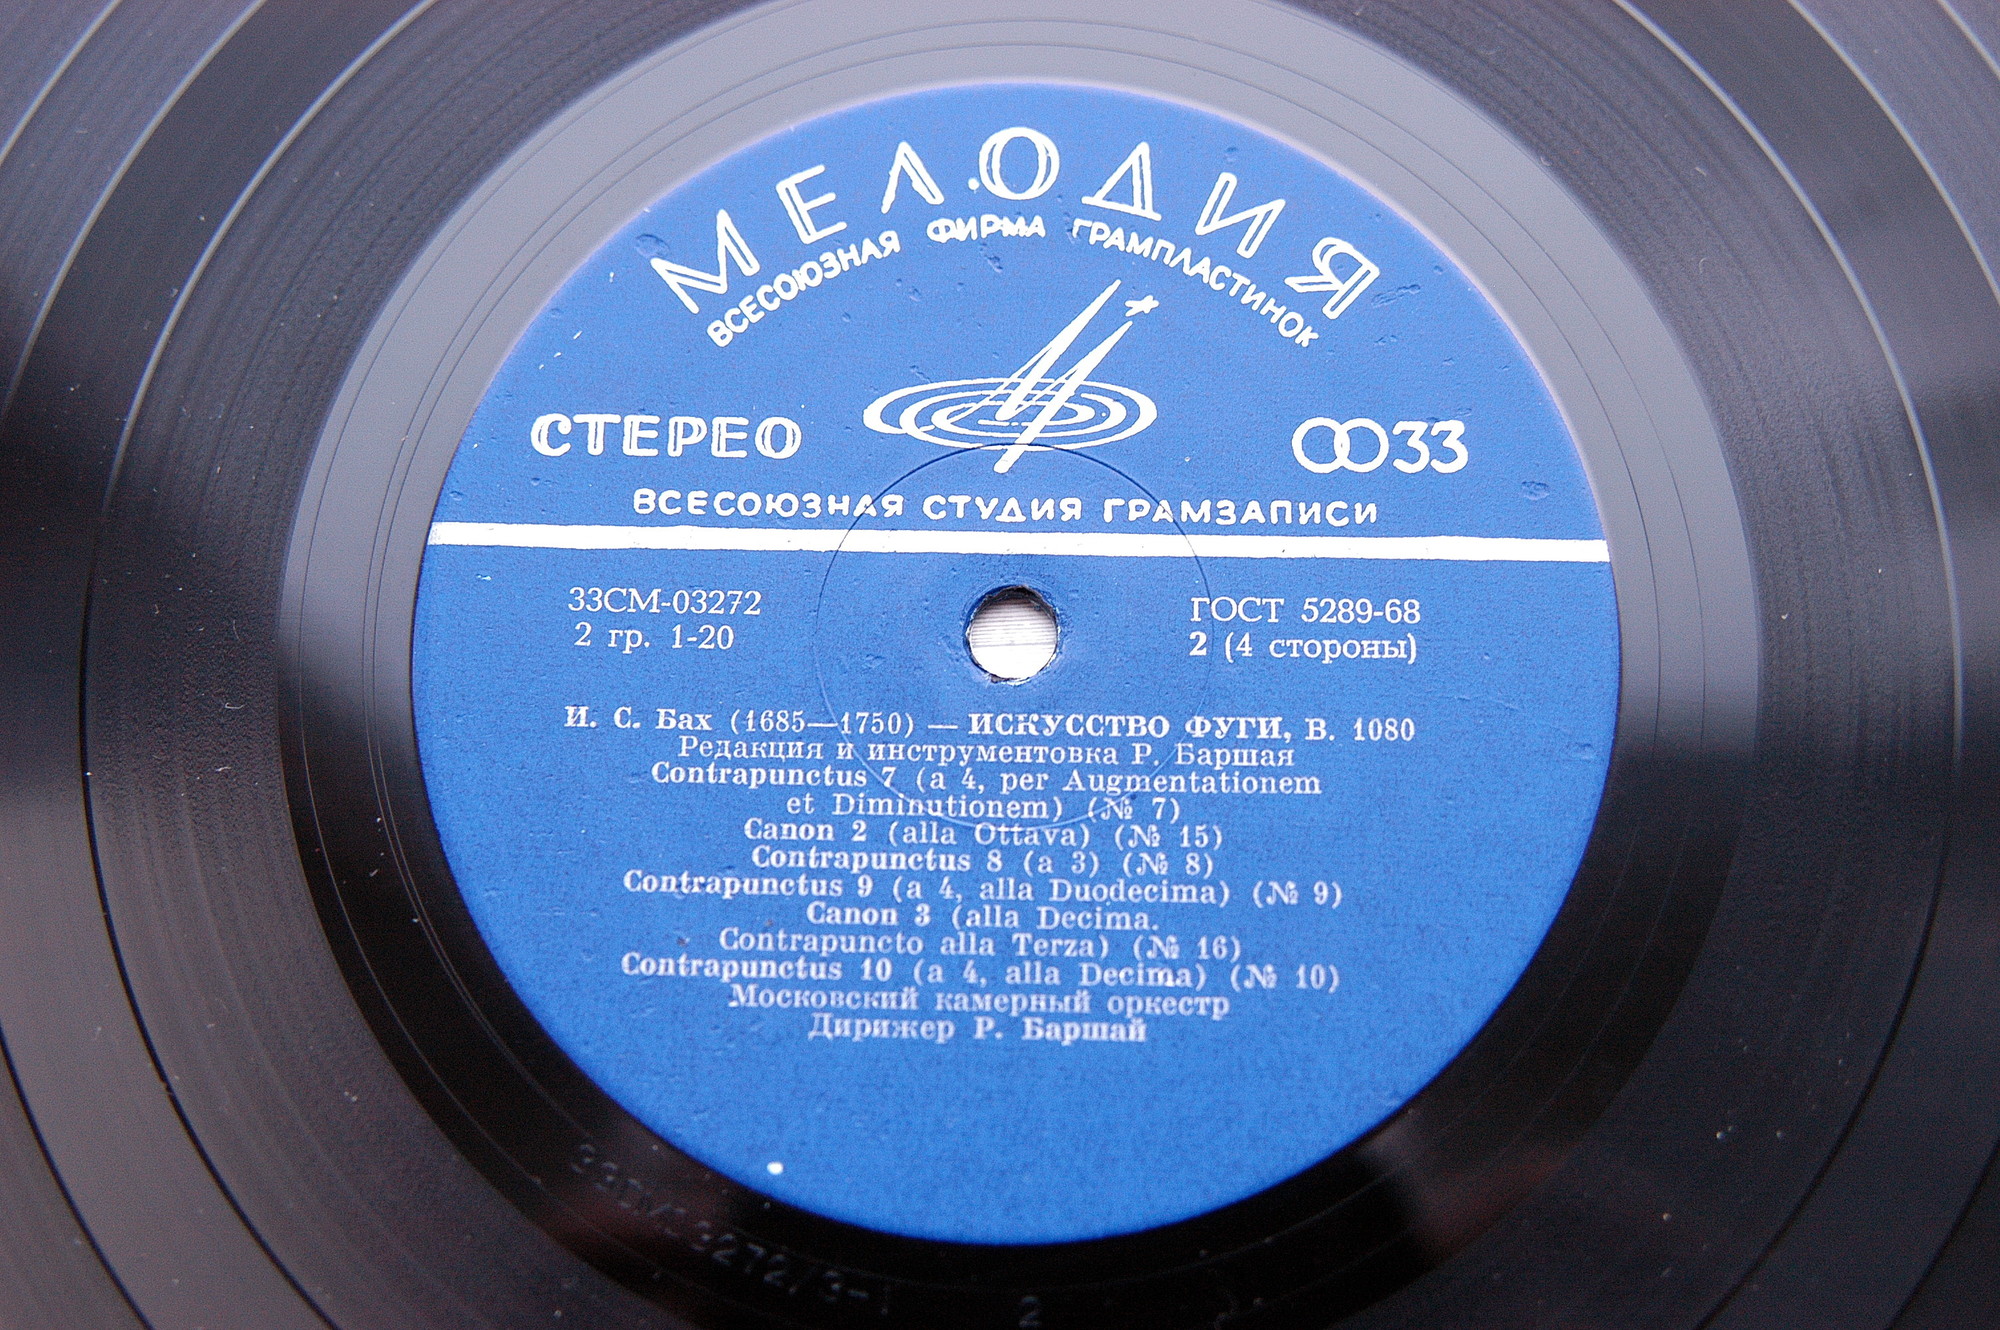 МЕЛОДИЯ
ВСЕСОЮЗНАЯ ФИРМА ГРАМПЛАСТИНОК
СТЕРЕО
33
ВСЕСОЮЗНАЯ СТУДИЯ ГРАМЗАПИСИ
33СМ-03272
ГОСТ 5289-68
2 гр. 1-20
2 (4 стороны)
И. С. Бах (1685—1750) — ИСКУССТВО ФУГИ, В. 1080
Редакция и инструментовка Р. Баршая
Contrapunctus 7 (a 4, per Augmentationem
et Diminutionem) (№ 7)
Canon 2 (alla Ottava) (№ 15)
Contrapunctus 8 (a 3) (№ 8)
Contrapunctus 9 (a 4, alla Duodecima) (№ 9)
Canon 3 (alla Decima.
Contrapuncto alla Terza) (№ 16)
Contrapunctus 10 (a 4, alla Decima) (№ 10)
Московский камерный оркестр
Дирижер Р. Баршай
2